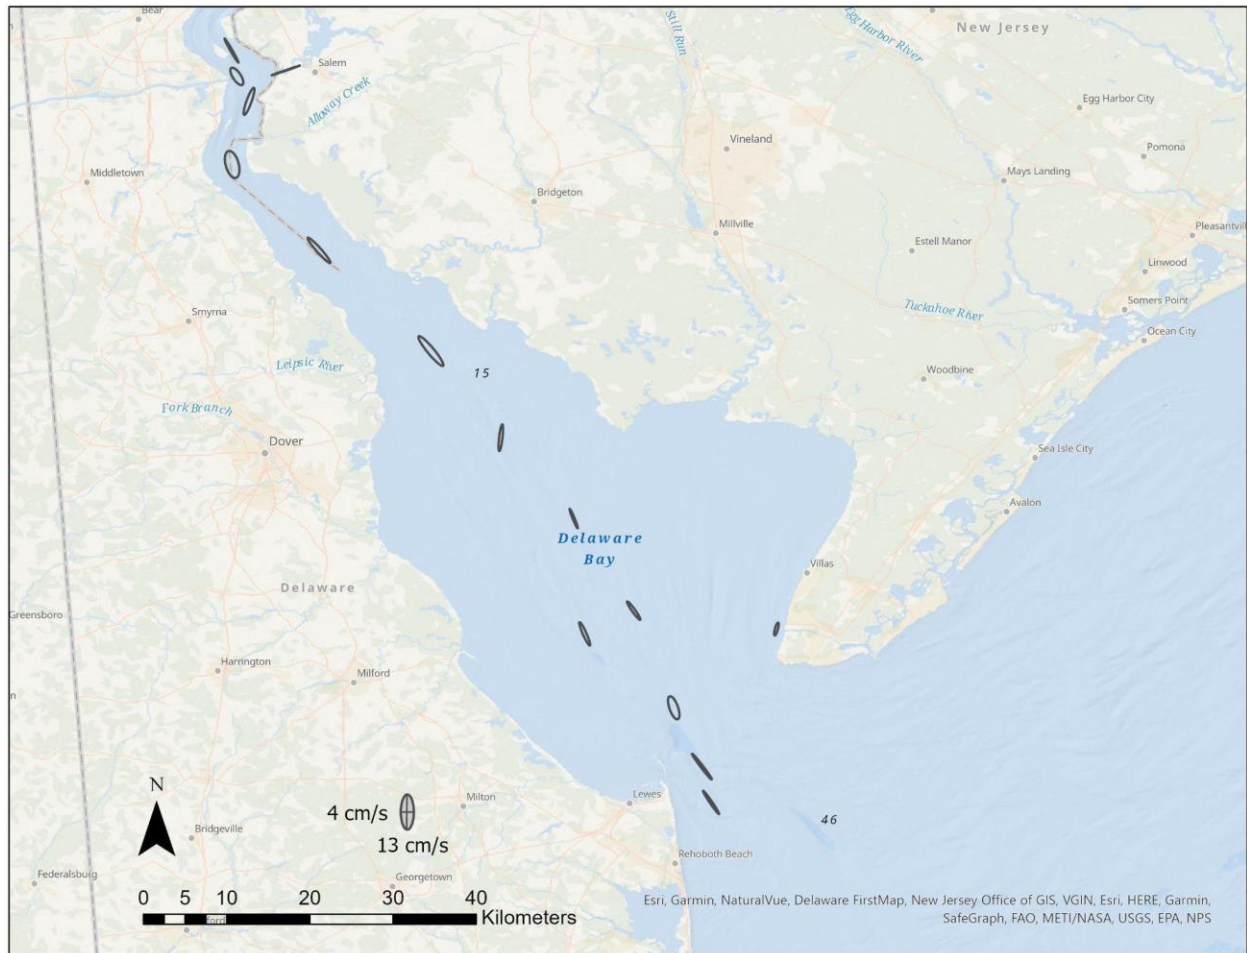 Bear
New Jersey
Still Run
Egg Harbor River
Salem
Alloway Creek
Egg Harbor City
Vineland
Pomona
Middletown
Mays Landing
Bridgeton
Millville
Pleasantvill
Estell Manor
Linwood
Somers Point
Smyrna
Tuckahoe River
Ocean City
Leipsic River
15
Woodbine
Fork Branch
Dover
Sea Isle City
Avalon
Delaware
Bay
Villas
Delaware
Greensboro
Harrington
Milford
N
4 cm/s
Milton
Lewes
13 cm/s
46
Bridgeville
Rehoboth Beach
Federalsburg
Georgetown
0 5 10 20 30 40
Kilometers
ford
Esri, Garmin, NaturalVue, Delaware FirstMap, New Jersey Office of GIS, VGIN, Esri, HERE, Garmin,
SafeGraph, FAO, METI/NASA, USGS, EPA, NPS